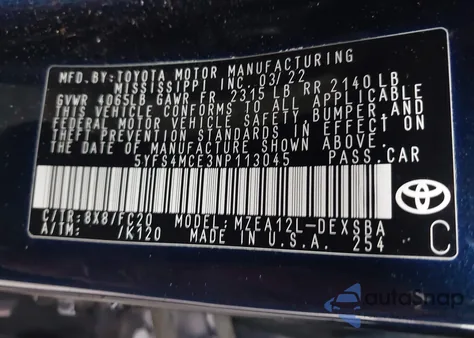 MFD.BY:TOYOTA MOTOR MANUFACTURING
MISSISSIPPI INC 03/22
GVWR 4065LB GAWR FR 2315 LB RR 2140LB
THIS VEHICLE CONFORMS TO ALL APPLICABLE
FEDERAL MOTOR VEHICLE SAFETY, BUMPER, AND
THEFT PREVENTION STANDARDS IN EFFECT ON
THE DATE OF MANUFACTURE SHOWN ABOVE.
5YFS4MCE3NP113045 PASS.CAR
C/TR:8X8/FC20 MODEL:MZEA12L-DEXSBA
A/TM: /K120 MADE IN U.S.A. 254
C
TOYOTA
autoSnap